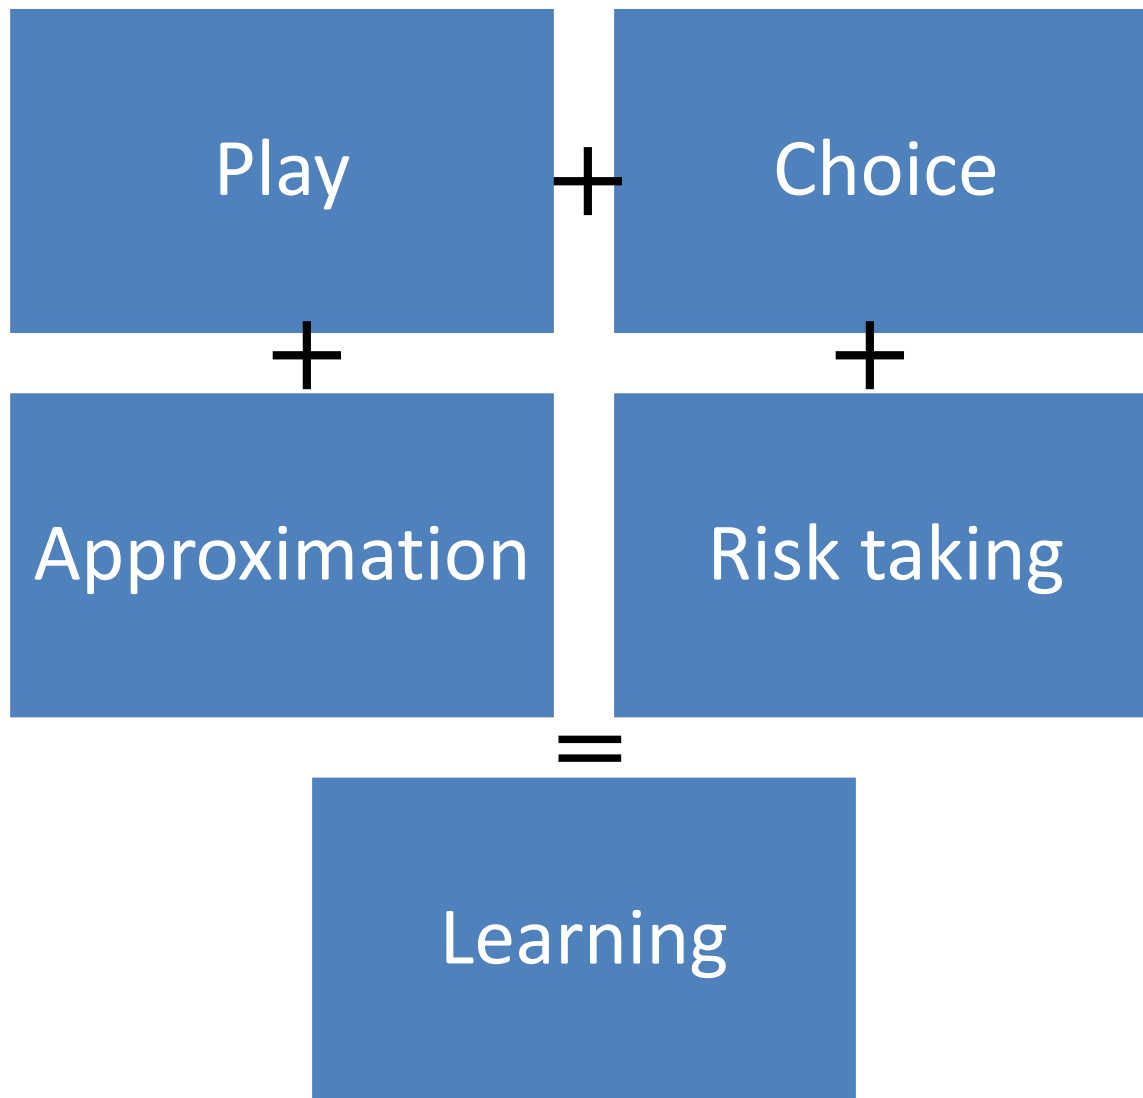 Play + Choice
+ +
Approximation Risk taking
=
Learning